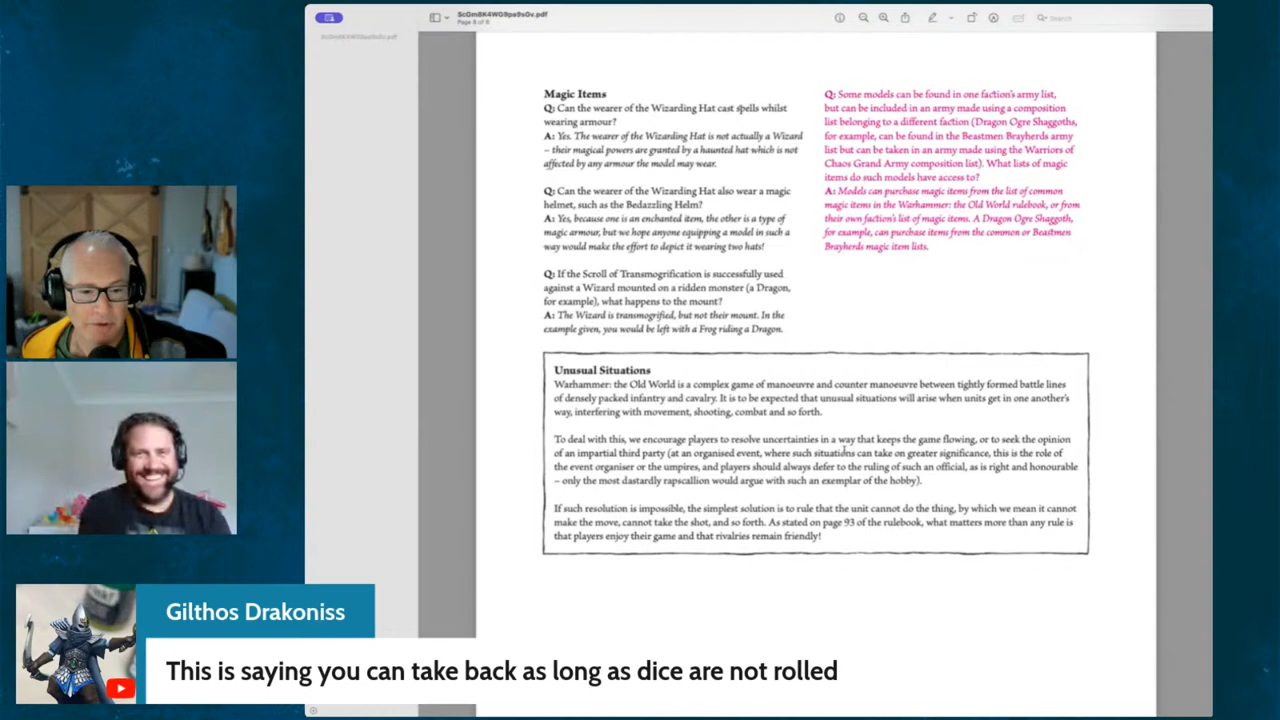 ScGm8K4WG9pa9sGv.pdf
Page 8 of 8
Search
Magic Items
Q: Can the wearer of the Wizarding Hat cast spells whilst
wearing armour?
A: Yes. The wearer of the Wizarding Hat is not actually a Wizard
– their magical powers are granted by a haunted hat which is not
affected by any armour the model may wear.
Q: Can the wearer of the Wizarding Hat also wear a magic
helmet, such as the Bedazzling Helm?
A: Yes, because one is an enchanted item, the other is a type of
magic armour, but we hope anyone equipping a model in such a
way would make the effort to depict it wearing two hats!
Q: If the Scroll of Transmogrification is successfully used
against a Wizard mounted on a ridden monster (a Dragon,
for example), what happens to the mount?
A: The Wizard is transmogrified, but not their mount. In the
example given, you would be left with a Frog riding a Dragon.
Q: Some models can be found in one faction's army list,
but can be included in an army made using a composition
list belonging to a different faction (Dragon Ogre Shaggoths,
for example, can be found in the Beastmen Brayherds army
list but can be taken in an army made using the Warriors of
Chaos Grand Army composition list). What lists of magic
items do such models have access to?
A: Models can purchase magic items from the list of common
magic items in the Warhammer: the Old World rulebook, or from
their own faction's list of magic items. A Dragon Ogre Shaggoth,
for example, can purchase items from the common or Beastmen
Brayherds magic item lists.
Unusual Situations
Warhammer: the Old World is a complex game of manoeuvre and counter manoeuvre between tightly formed battle lines
of densely packed infantry and cavalry. It is to be expected that unusual situations will arise when units get in one another's
way, interfering with movement, shooting, combat and so forth.
To deal with this, we encourage players to resolve uncertainties in a way that keeps the game flowing, or to seek the opinion
of an impartial third party (at an organised event, where such situations can take on greater significance, this is the role of
the event organiser or the umpires, and players should always defer to the ruling of such an official, as is right and honourable
– only the most dastardly rapscallion would argue with such an exemplar of the hobby).
If such resolution is impossible, the simplest solution is to rule that the unit cannot do the thing, by which we mean it cannot
make the move, cannot take the shot, and so forth. As stated on page 93 of the rulebook, what matters more than any rule is
that players enjoy their game and that rivalries remain friendly!
Gilthos Drakoniss
This is saying you can take back as long as dice are not rolled